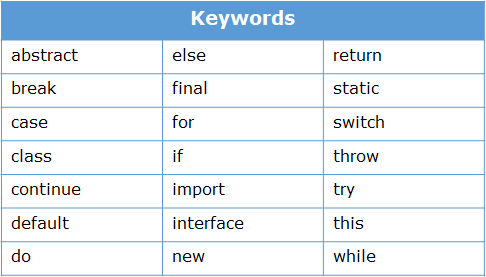 Keywords
abstract else return
break final static
case for switch
class if throw
continue import try
default interface this
do new while